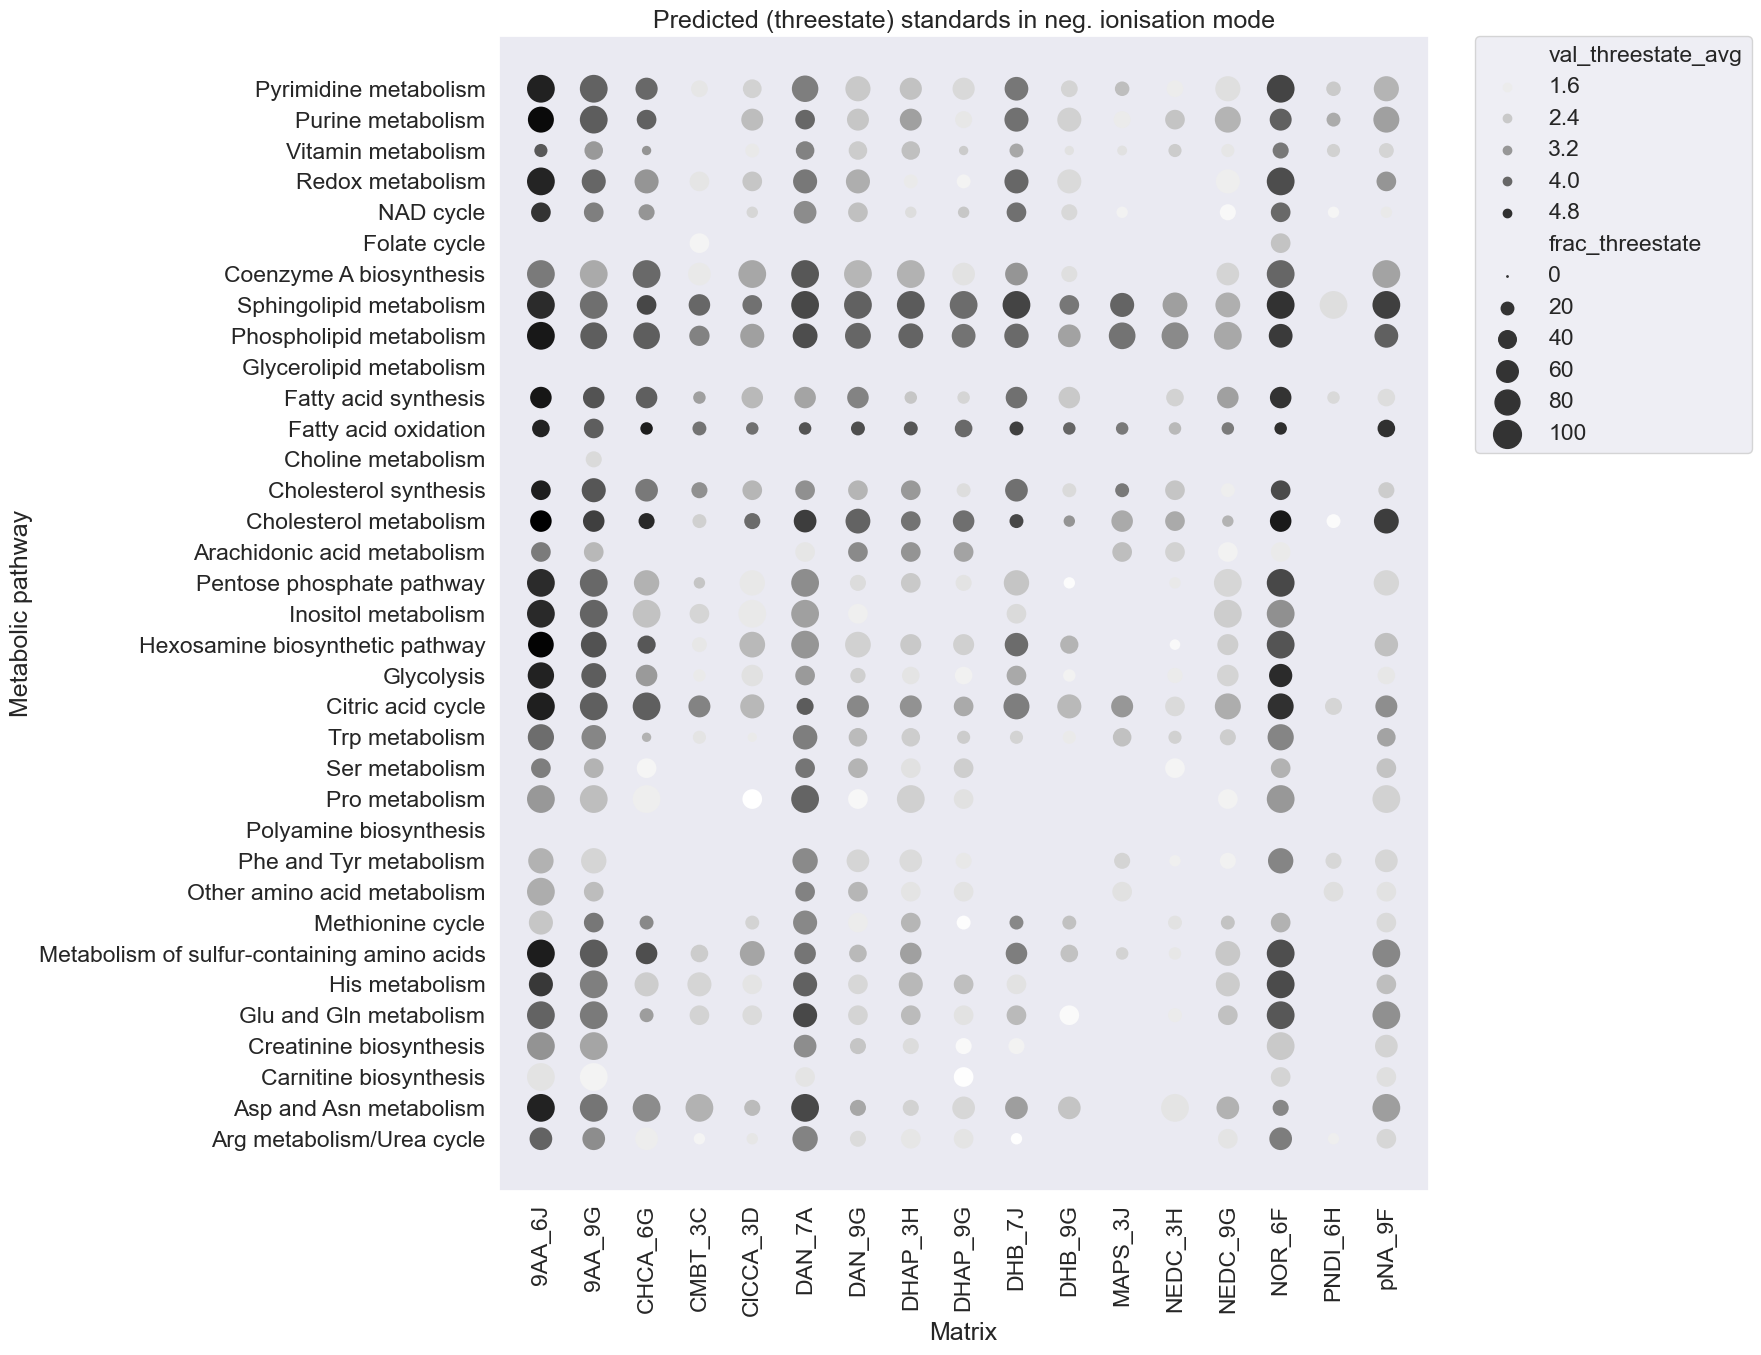 Predicted (threestate) standards in neg. ionisation mode
Metabolic pathway
Pyrimidine metabolism
Purine metabolism
Vitamin metabolism
Redox metabolism
NAD cycle
Folate cycle
Coenzyme A biosynthesis
Sphingolipid metabolism
Phospholipid metabolism
Glycerolipid metabolism
Fatty acid synthesis
Fatty acid oxidation
Choline metabolism
Cholesterol synthesis
Cholesterol metabolism
Arachidonic acid metabolism
Pentose phosphate pathway
Inositol metabolism
Hexosamine biosynthetic pathway
Glycolysis
Citric acid cycle
Trp metabolism
Ser metabolism
Pro metabolism
Polyamine biosynthesis
Phe and Tyr metabolism
Other amino acid metabolism
Methionine cycle
Metabolism of sulfur-containing amino acids
His metabolism
Glu and Gln metabolism
Creatinine biosynthesis
Carnitine biosynthesis
Asp and Asn metabolism
Arg metabolism/Urea cycle
9AA_6J
9AA_9G
CHCA_6G
CMBT_3C
ClCCA_3D
DAN_7A
DAN_9G
DHAP_3H
DHAP_9G
DHB_7J
DHB_9G
MAPS_3J
NEDC_3H
NEDC_9G
NOR_6F
PNDI_6H
pNA_9F
Matrix
val_threestate_avg
1.6
2.4
3.2
4.0
4.8
frac_threestate
0
20
40
60
80
100